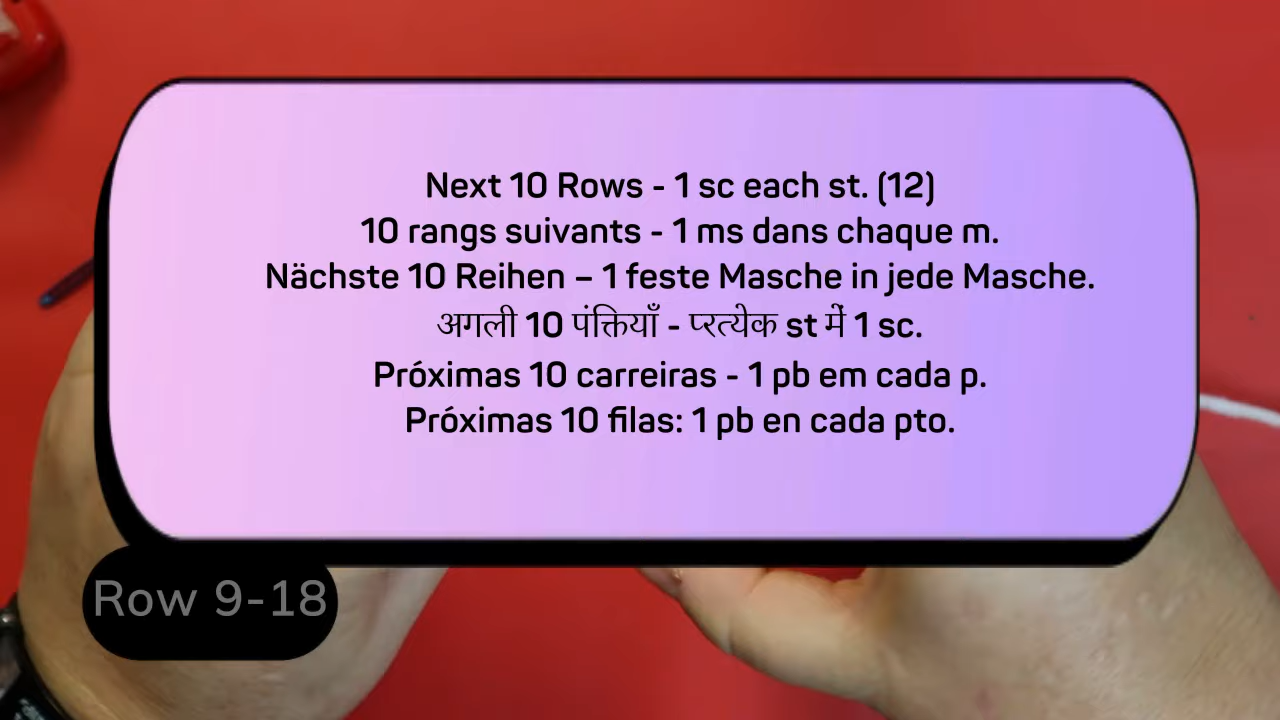 Next 10 Rows - 1 sc each st. (12)
10 rangs suivants - 1 ms dans chaque m.
Nächste 10 Reihen – 1 feste Masche in jede Masche.
अगली 10 पंक्तियाँ - प्रत्येक st में 1 sc.
Próximas 10 carreiras - 1 pb em cada p.
Próximas 10 filas: 1 pb en cada pto.
Row 9-18